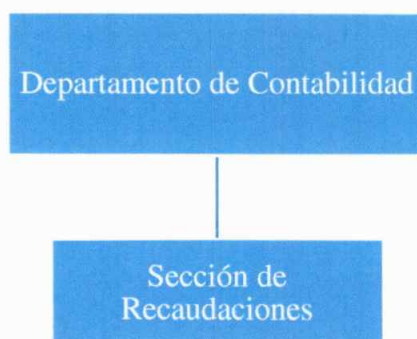 Departamento de Contabilidad
Sección de
Recaudaciones